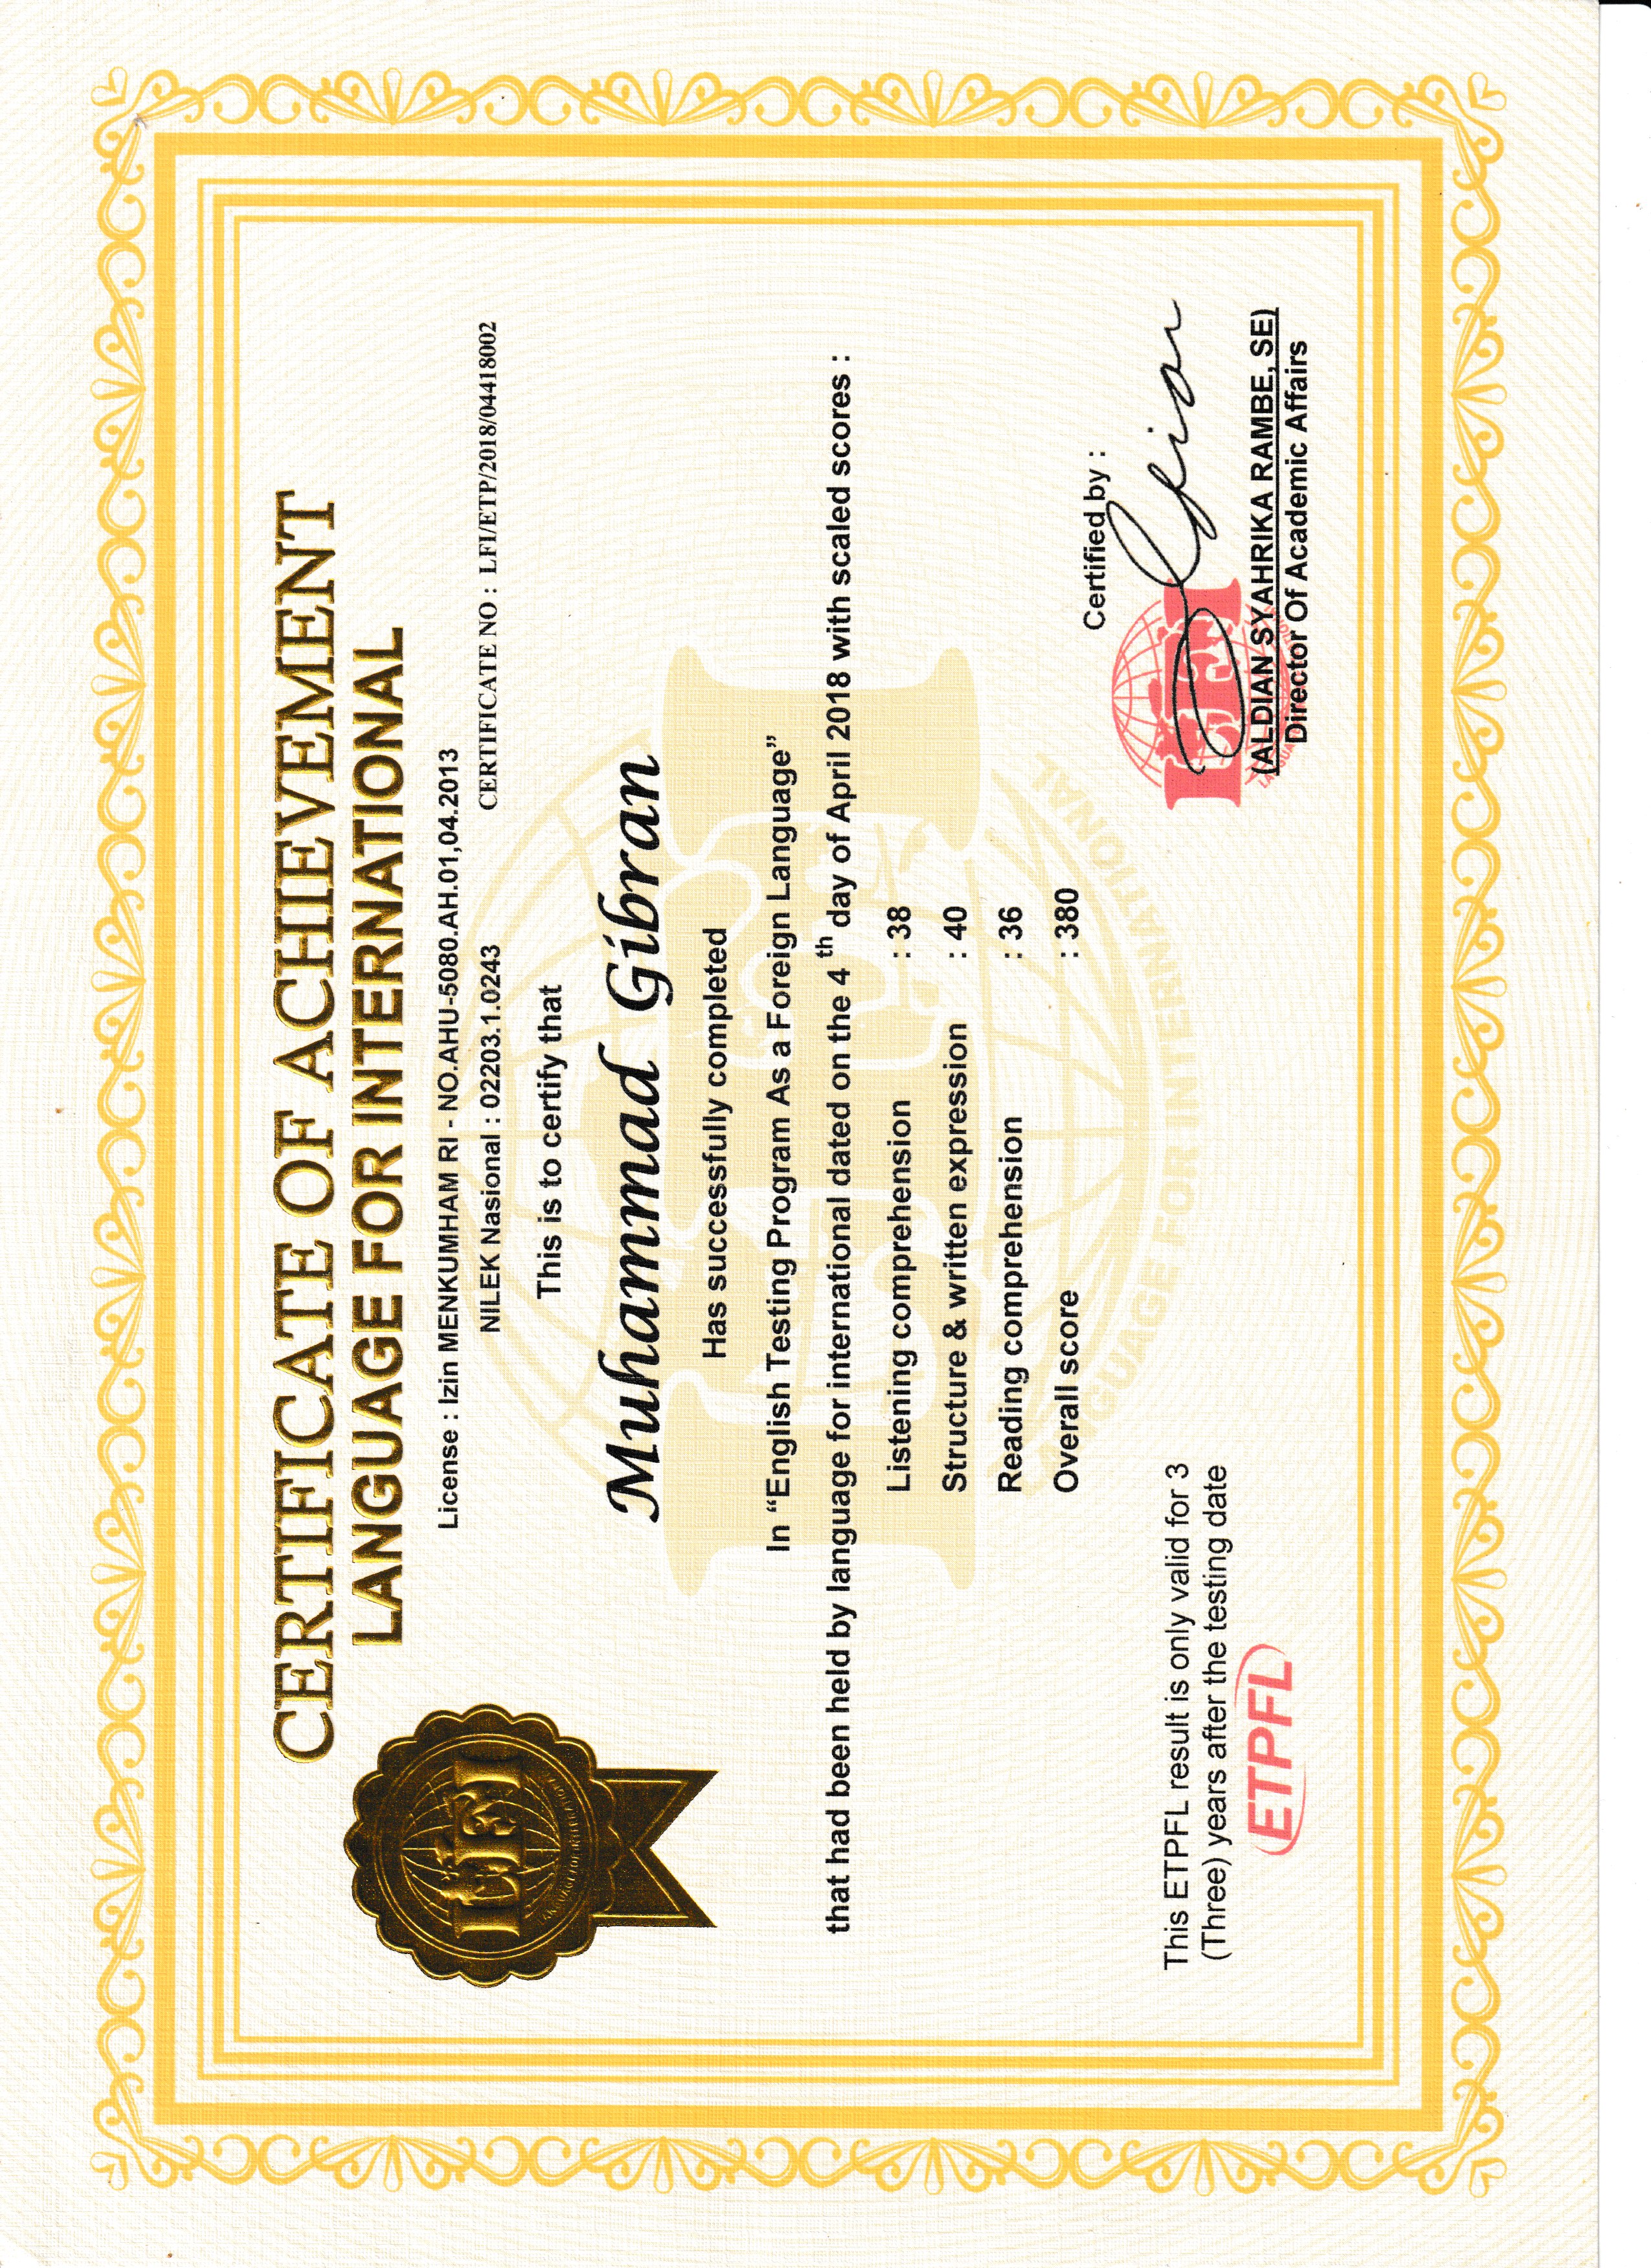 CERTIFICATE OF ACHIEVEMENT
LANGUAGE FOR INTERNATIONAL
License : Izin MENKUMHAM RI - NO.AHU-5080.AH.01,04.2013
NILEK Nasional : 02203.1.0243
CERTIFICATE NO : LFI/ETP/2018/04418002
LFI
LANGUAGE FOR INTERNATIONAL
This is to certify that
Muhammad Gibran
Has successfully completed
In “English Testing Program As a Foreign Language”
that had been held by language for international dated on the 4 th day of April 2018 with scaled scores :
Listening comprehension : 38
Structure & written expression : 40
Reading comprehension : 36
Overall score : 380
LFI
LANGUAGE FOR INTERNATIONAL
Certified by :
This ETPFL result is only valid for 3
(Three) years after the testing date
ETPFL
LFI
(ALDIAN SYAHRIKA RAMBE, SE)
Director Of Academic Affairs